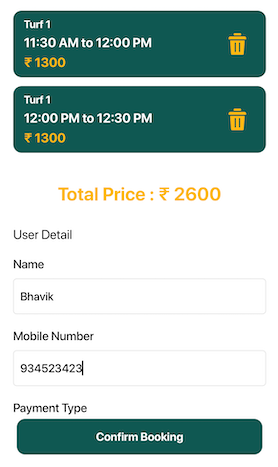 Turf 1
11:30 AM to 12:00 PM
₹ 1300
Turf 1
12:00 PM to 12:30 PM
₹ 1300
Total Price : ₹ 2600
User Detail
Name
Bhavik
Mobile Number
934523423
Payment Type
Confirm Booking